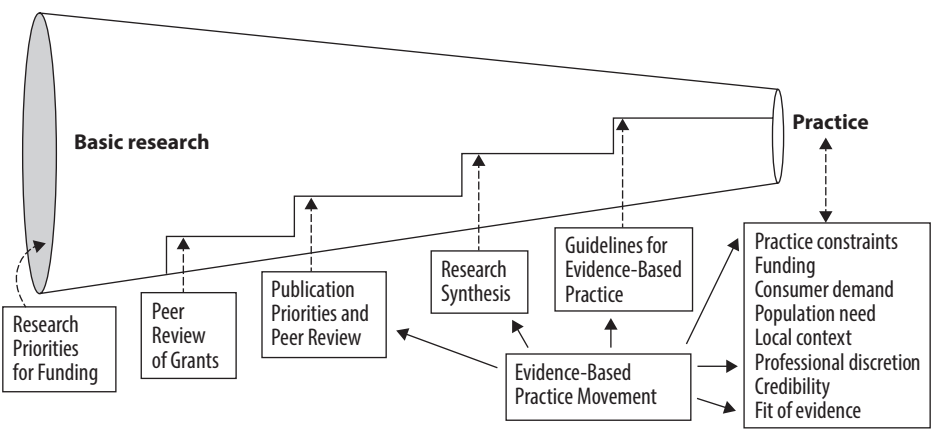 Basic research
Practice
Research
Priorities
for Funding
Peer
Review
of Grants
Publication
Priorities and
Peer Review
Research
Synthesis
Guidelines for
Evidence-Based
Practice
Evidence-Based
Practice Movement
Practice constraints
Funding
Consumer demand
Population need
Local context
Professional discretion
Credibility
Fit of evidence